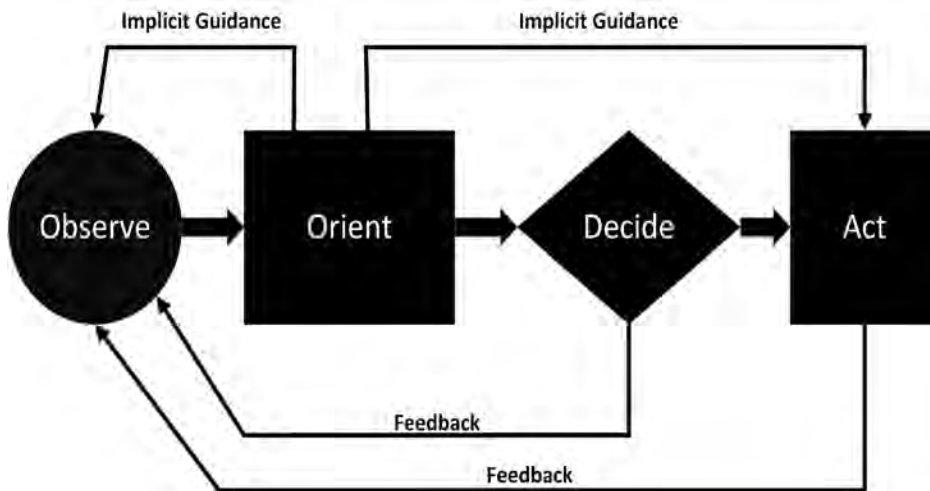 Implicit Guidance
Implicit Guidance
Observe
Orient
Decide
Act
Feedback
Feedback